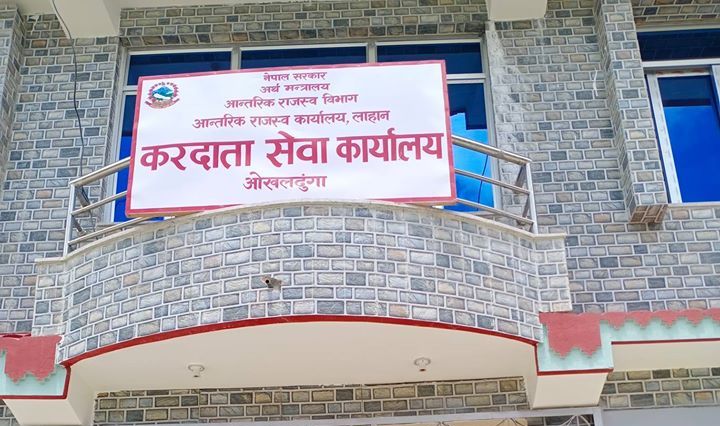 नेपाल सरकार
अर्थ मन्त्रालय
आन्तरिक राजस्व विभाग
आन्तरिक राजस्व कार्यालय, लाहान
करदाता सेवा कार्यालय
ओखलढुंगा